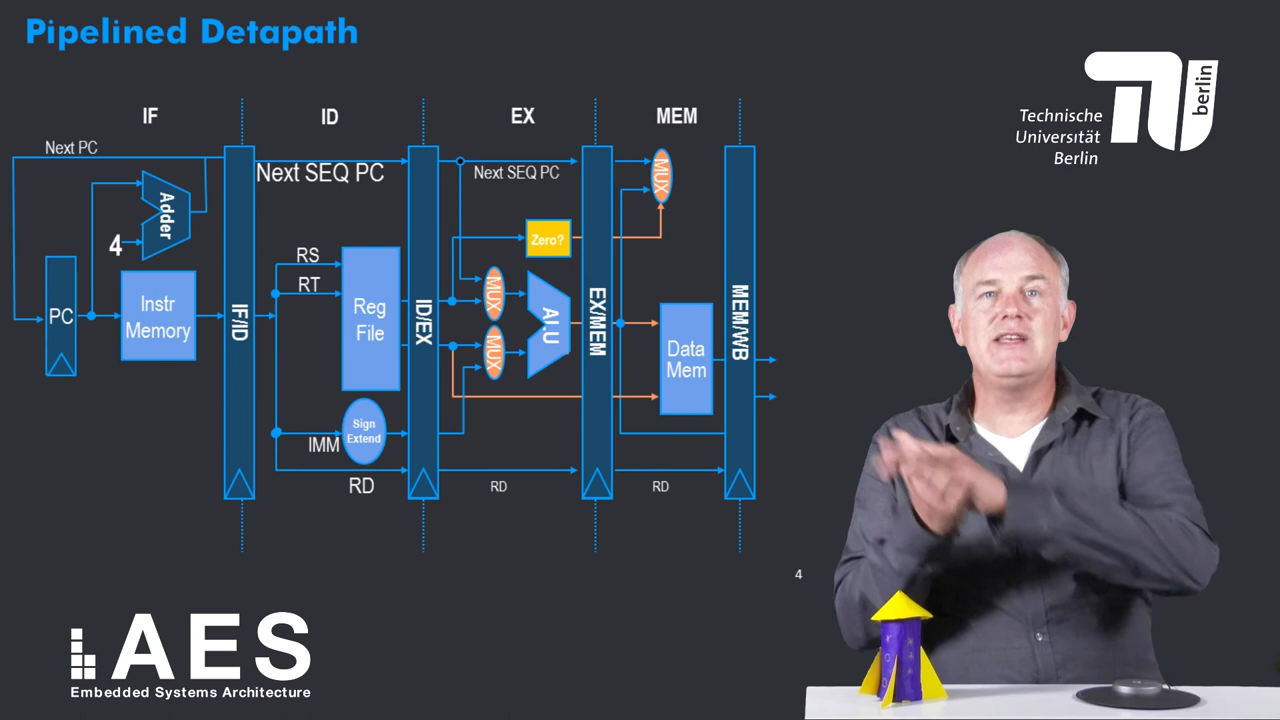 Pipelined Detapath
Technische
Universität
Berlin
berlin
IF
ID
EX
MEM
Next PC
Next SEQ PC
Next SEQ PC
MUX
Adder
4
Zero?
RS
RT
PC
Instr
Memory
IF/ID
Reg
File
ID/EX
MUX
MUX
ALU
EX/MEM
Data
Mem
MEM/WB
Sign
Extend
IMM
RD
RD
RD
4
AES
Embedded Systems Architecture